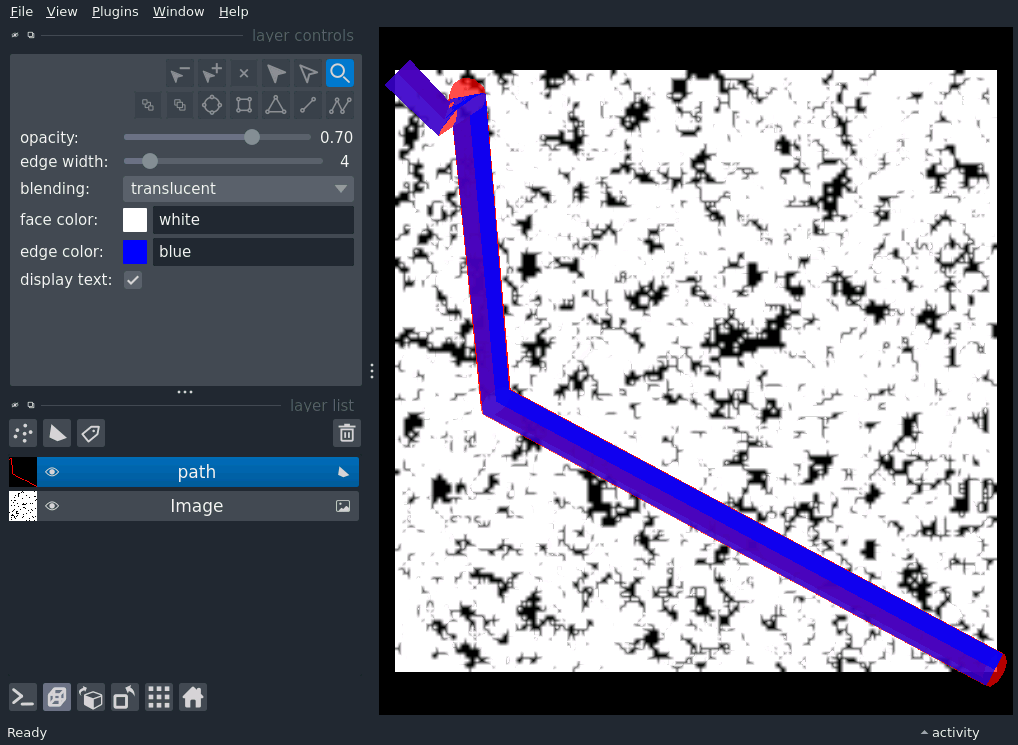 File View Plugins Window Help
layer controls
opacity: 0.70
edge width: 4
blending: translucent
face color: white
edge color: blue
display text:
layer list
path
Image
Ready
activity